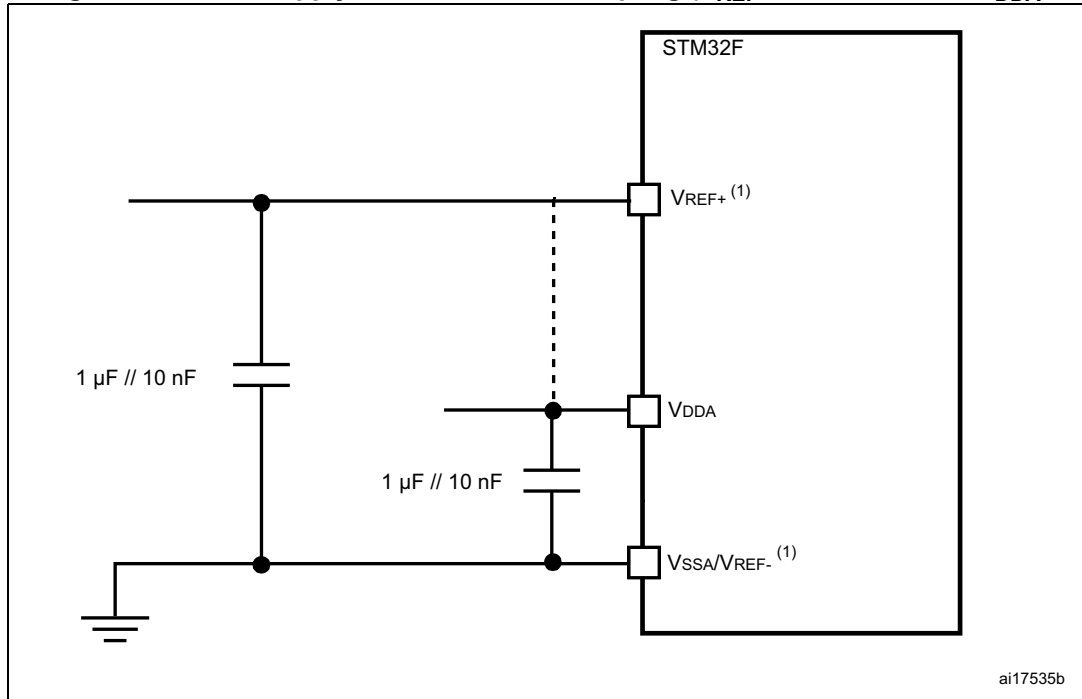 STM32F
VREF+ (1)
1 µF // 10 nF
VDDA
1 µF // 10 nF
VSSA/VREF- (1)
ai17535b